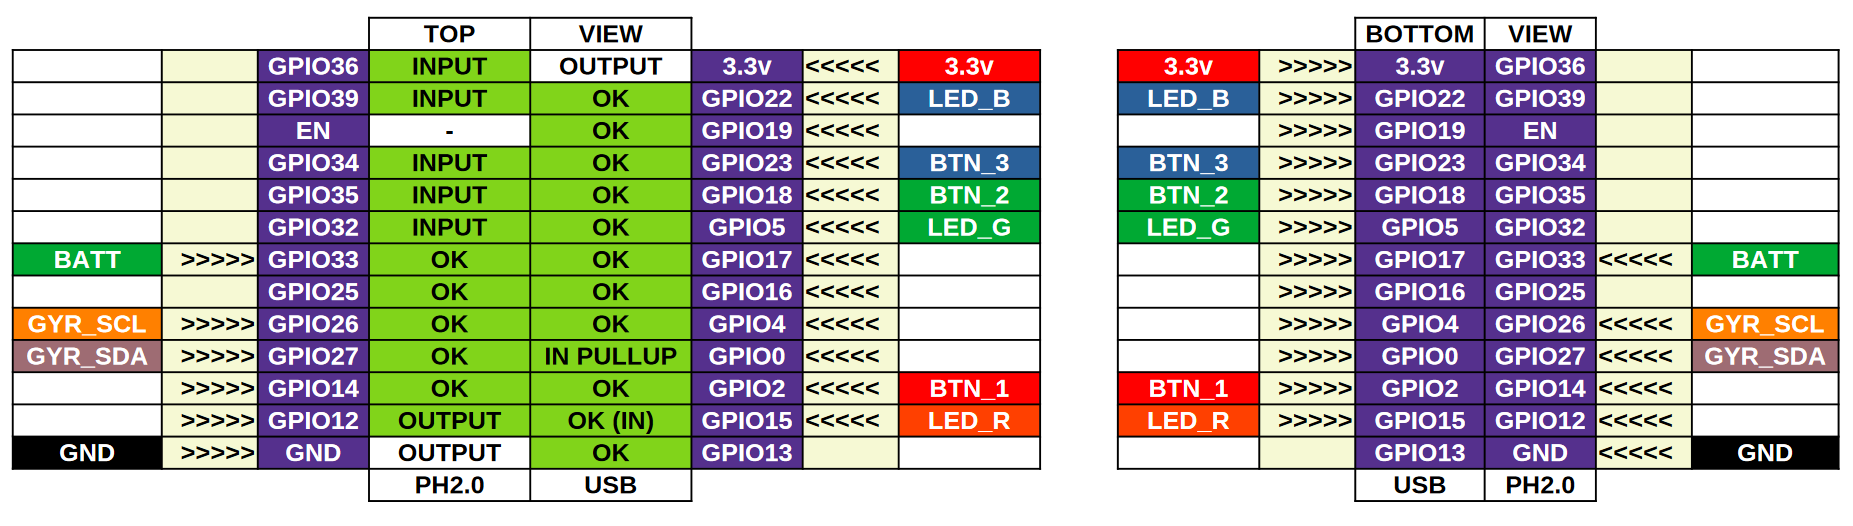 TOP VIEW BOTTOM VIEW
GPIO36 INPUT OUTPUT 3.3v <<<<< 3.3v 3.3v >>>>> 3.3v GPIO36
GPIO39 INPUT OK GPIO22 <<<<< LED_B LED_B >>>>> GPIO22 GPIO39
EN - OK GPIO19 <<<<< >>>>> GPIO19 EN
GPIO34 INPUT OK GPIO23 <<<<< BTN_3 BTN_3 >>>>> GPIO23 GPIO34
GPIO35 INPUT OK GPIO18 <<<<< BTN_2 BTN_2 >>>>> GPIO18 GPIO35
GPIO32 INPUT OK GPIO5 <<<<< LED_G LED_G >>>>> GPIO5 GPIO32
BATT >>>>> GPIO33 OK OK GPIO17 <<<<< >>>>> GPIO17 GPIO33 <<<<< BATT
GPIO25 OK OK GPIO16 <<<<< >>>>> GPIO16 GPIO25
GYR_SCL >>>>> GPIO26 OK OK GPIO4 <<<<< >>>>> GPIO4 GPIO26 <<<<< GYR_SCL
GYR_SDA >>>>> GPIO27 OK IN PULLUP GPIO0 <<<<< >>>>> GPIO0 GPIO27 <<<<< GYR_SDA
>>>>> GPIO14 OK OK GPIO2 <<<<< BTN_1 BTN_1 >>>>> GPIO2 GPIO14 <<<<<
>>>>> GPIO12 OUTPUT OK (IN) GPIO15 <<<<< LED_R LED_R >>>>> GPIO15 GPIO12 <<<<<
GND >>>>> GND OUTPUT OK GPIO13 GPIO13 GND <<<<< GND
PH2.0 USB USB PH2.0